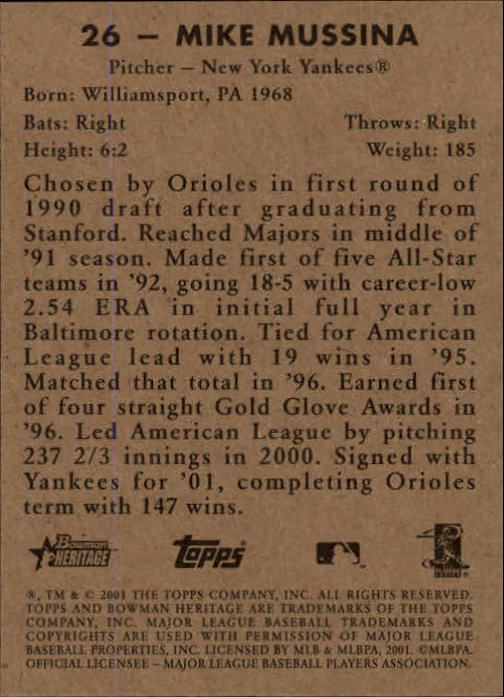 26 – MIKE MUSSINA
Pitcher – New York Yankees®
Born: Williamsport, PA 1968
Bats: Right Throws: Right
Height: 6:2 Weight: 185
Chosen by Orioles in first round of
1990 draft after graduating from
Stanford. Reached Majors in middle of
'91 season. Made first of five All-Star
teams in '92, going 18-5 with career-low
2.54 ERA in initial full year in
Baltimore rotation. Tied for American
League lead with 19 wins in '95.
Matched that total in '96. Earned first
of four straight Gold Glove Awards in
'96. Led American League by pitching
237 2/3 innings in 2000. Signed with
Yankees for '01, completing Orioles
term with 147 wins.
Bowman HERITAGE Topps
®, TM & © 2001 THE TOPPS COMPANY, INC. ALL RIGHTS RESERVED.
TOPPS AND BOWMAN HERITAGE ARE TRADEMARKS OF THE TOPPS
COMPANY, INC. MAJOR LEAGUE BASEBALL TRADEMARKS AND
COPYRIGHTS ARE USED WITH PERMISSION OF MAJOR LEAGUE
BASEBALL PROPERTIES, INC. LICENSED BY MLB & MLBPA, 2001. ©MLBPA.
OFFICIAL LICENSEE – MAJOR LEAGUE BASEBALL PLAYERS ASSOCIATION.